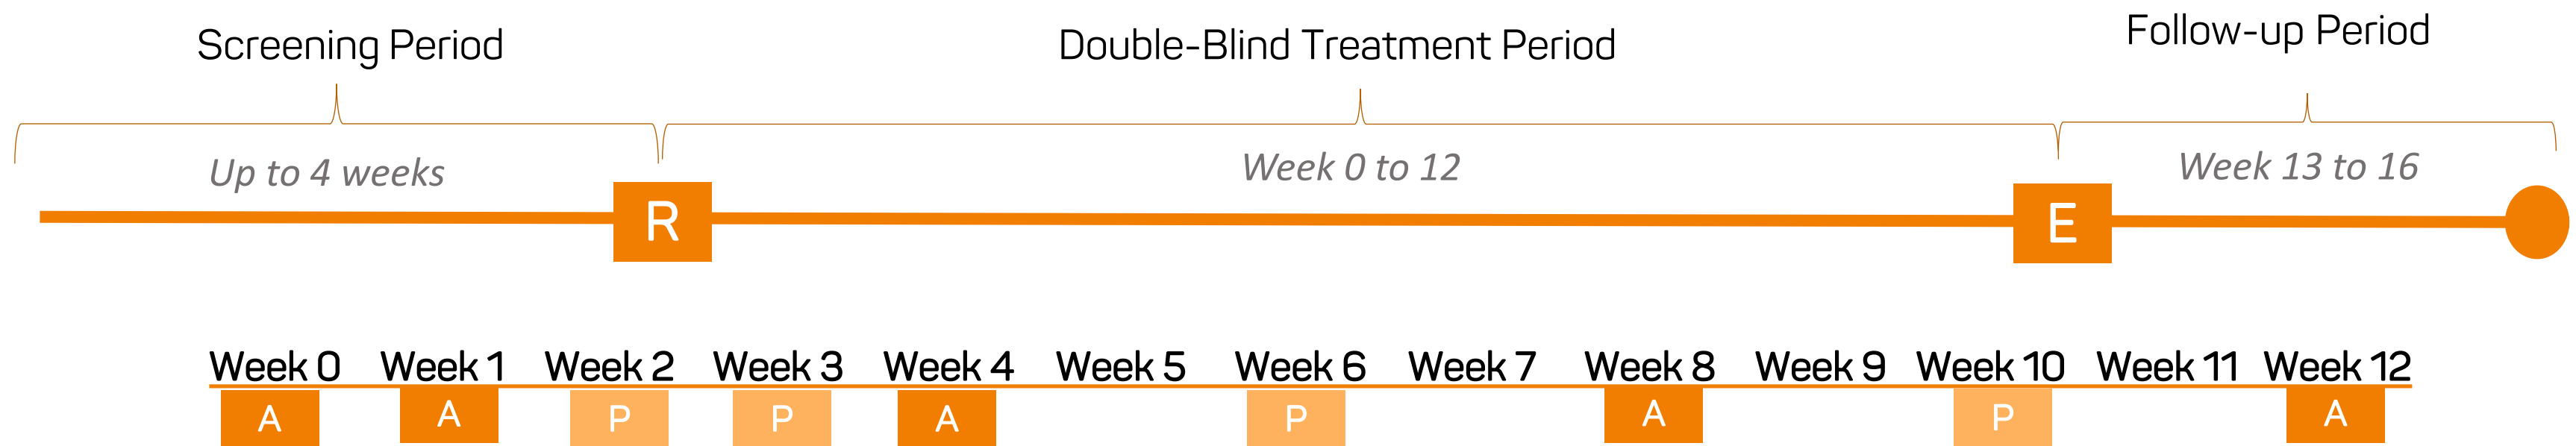 Screening Period
Double-Blind Treatment Period
Follow-up Period
Up to 4 weeks
Week 0 to 12
Week 13 to 16
R
E
Week 0 Week 1 Week 2 Week 3 Week 4 Week 5 Week 6 Week 7 Week 8 Week 9 Week 10 Week 11 Week 12
A A P P A P A P A